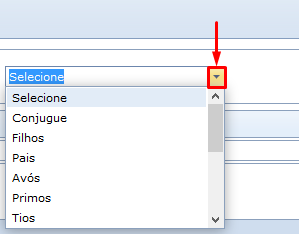 Selecione
Selecione
Conjugue
Filhos
Pais
Avós
Primos
Tios